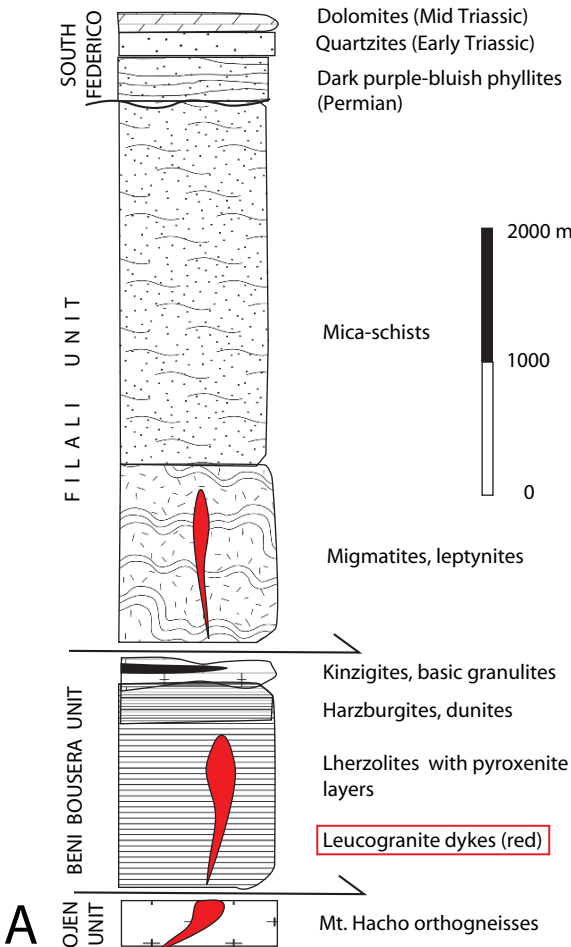 Dolomites (Mid Triassic)
Quartzites (Early Triassic)
Dark purple-bluish phyllites
(Permian)
SOUTH
FEDERICO
2000 m
1000
0
Mica-schists
FILALI UNIT
Migmatites, leptynites
Kinzigites, basic granulites
Harzburgites, dunites
Lherzolites with pyroxenite
layers
Leucogranite dykes (red)
BENI BOUSERA UNIT
Mt. Hacho orthogneisses
OJEN
UNIT
A